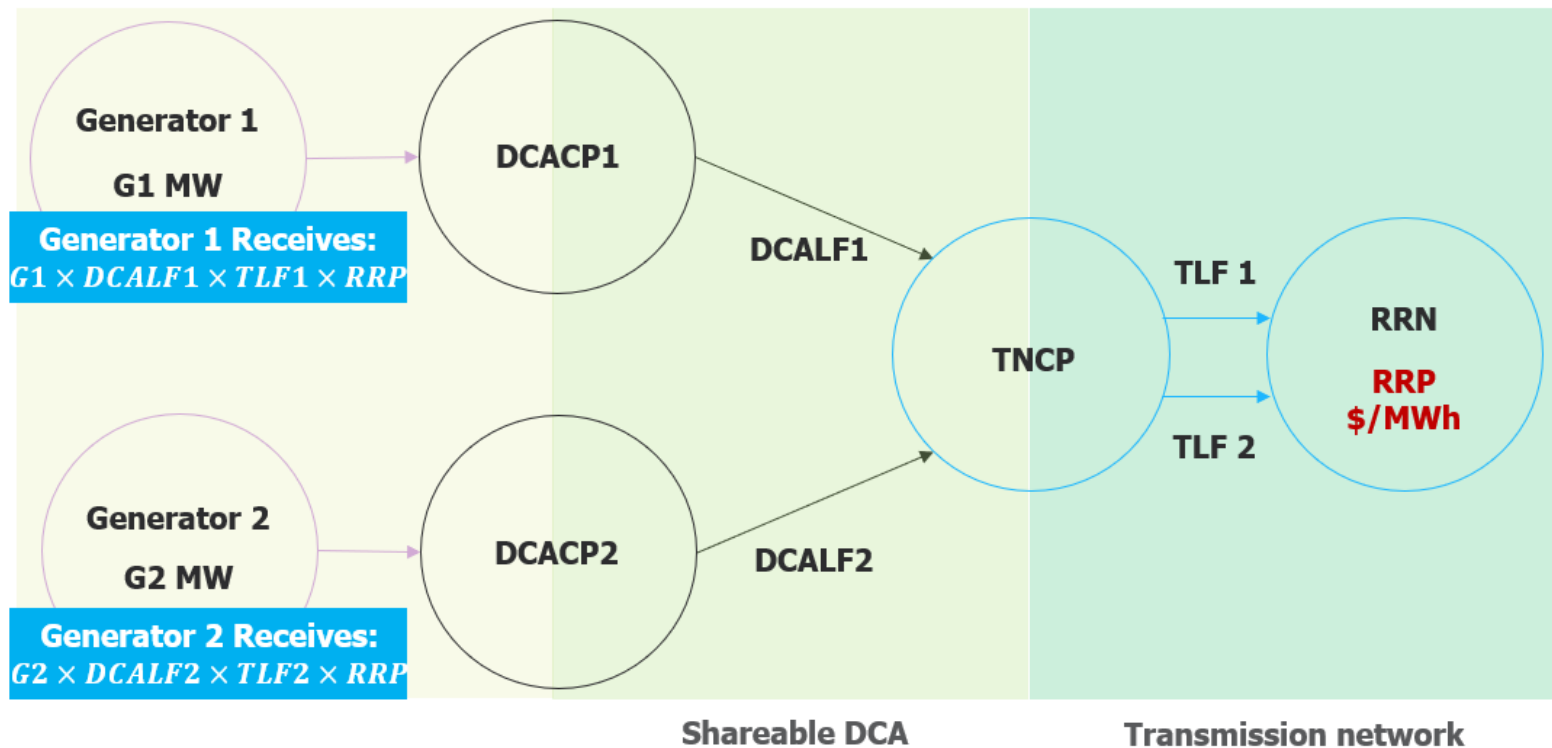 Generator 1
G1 MW
Generator 1 Receives:
G1 × DCALF1 × TLF1 × RRP
DCACP1
DCALF1
TLF 1
RRN
RRP
$/MWh
TNCP
TLF 2
Generator 2
G2 MW
Generator 2 Receives:
G2 × DCALF2 × TLF2 × RRP
DCACP2
DCALF2
Shareable DCA
Transmission network